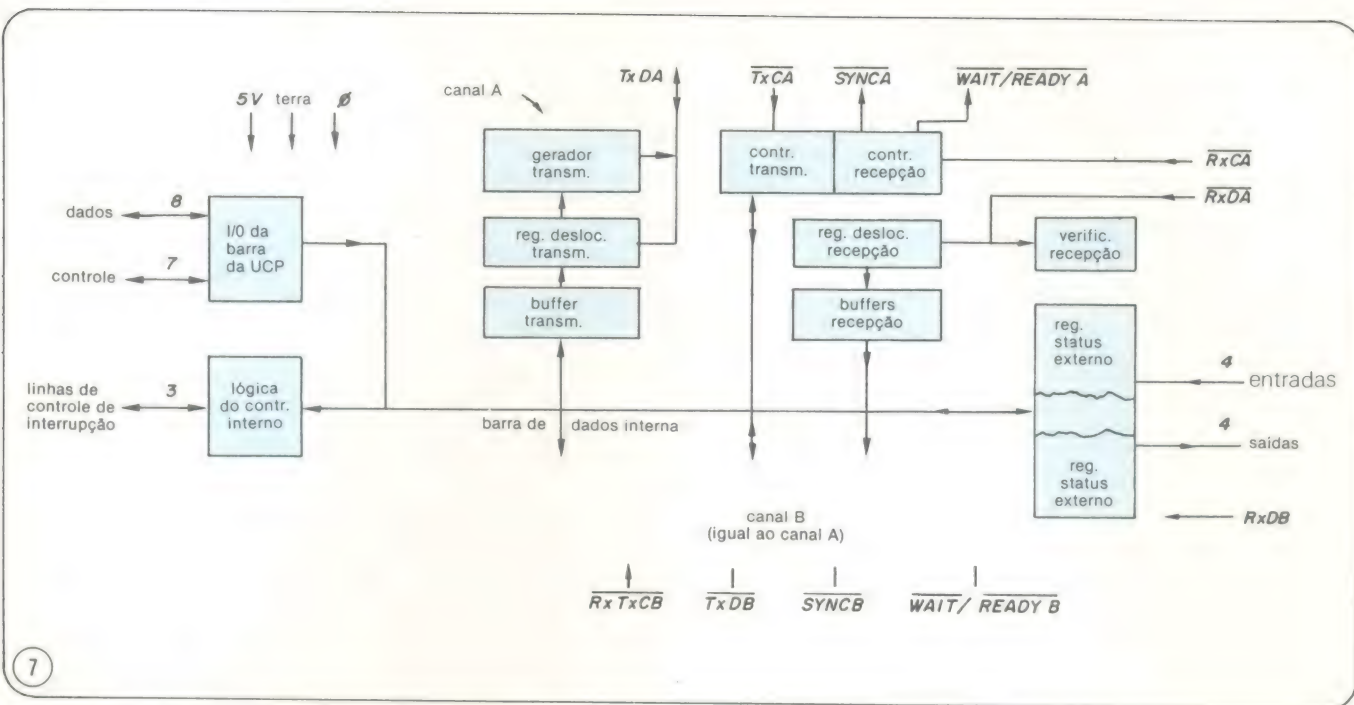 5V terra Ø
canal A
TxDA
TxCA
SYNCA
WAIT/READY A
gerador
transm.
contr.
transm.
contr.
recepção
RxCA
RxDA
dados
8
I/0 da
barra
da UCP
controle
7
reg. desloc.
transm.
reg. desloc.
recepção
verific.
recepção
buffer
transm.
buffers
recepção
linhas de
controle de
interrupção
3
lógica
do contr.
interno
barra de dados interna
reg.
status
externo
4
entradas
4
saídas
reg.
status
externo
RxDB
canal B
(igual ao canal A)
RxTxCB
TxDB
SYNCB
WAIT/ READY B
7